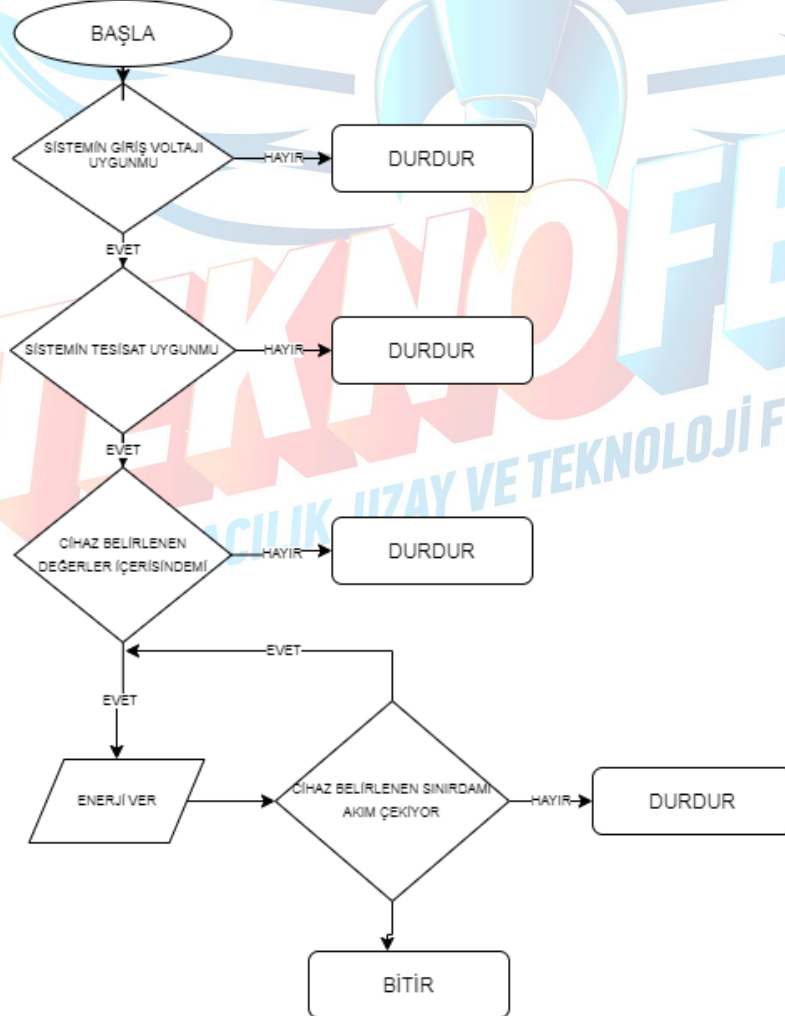 BAŞLA
SİSTEMİN GİRİŞ VOLTAJI
UYGUNMU
HAYIR
DURDUR
EVET
SİSTEMİN TESİSAT UYGUNMU
HAYIR
DURDUR
EVET
CİHAZ BELİRLENEN
DEĞERLER İÇERİSİNDEMİ
HAYIR
DURDUR
EVET
EVET
ENERJİ VER
CİHAZ BELİRLENEN SINIRDAMI
AKIM ÇEKİYOR
HAYIR
DURDUR
BİTİR
TEKNOFE
ACILIK UZAY VE TEKNOLOJİ F